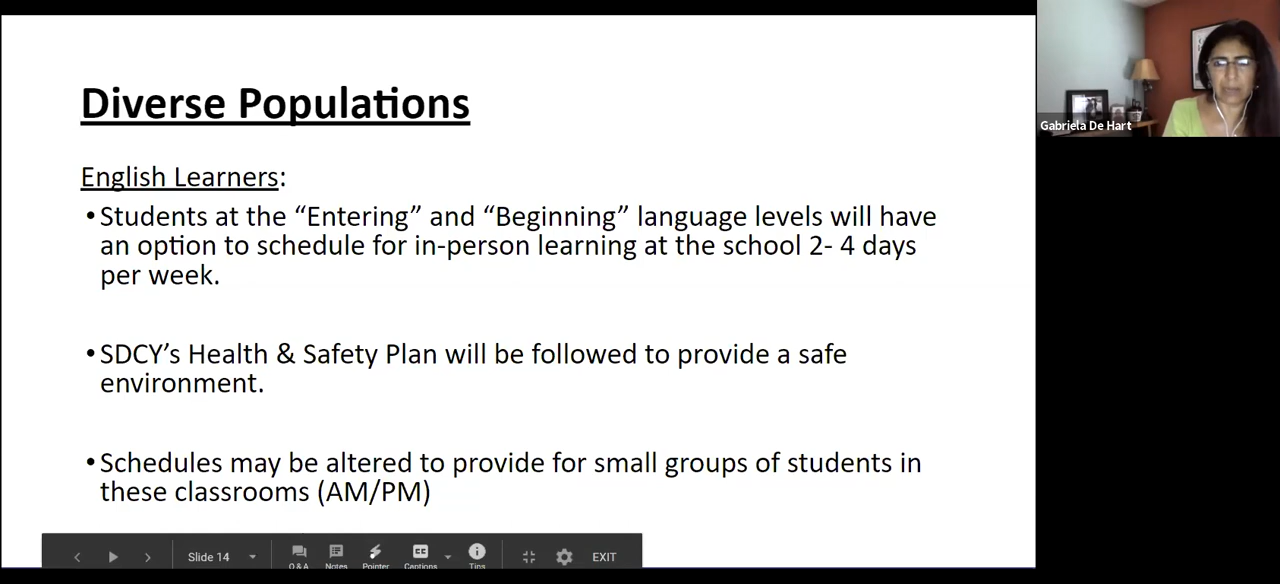 Diverse Populations
English Learners:
•Students at the “Entering” and “Beginning” language levels will have
an option to schedule for in-person learning at the school 2- 4 days
per week.
•SDCY’s Health & Safety Plan will be followed to provide a safe
environment.
•Schedules may be altered to provide for small groups of students in
these classrooms (AM/PM)
Gabriela De Hart
Slide 14
CC
EXIT
Q & A
Notes
Pointer
Captions
Tips